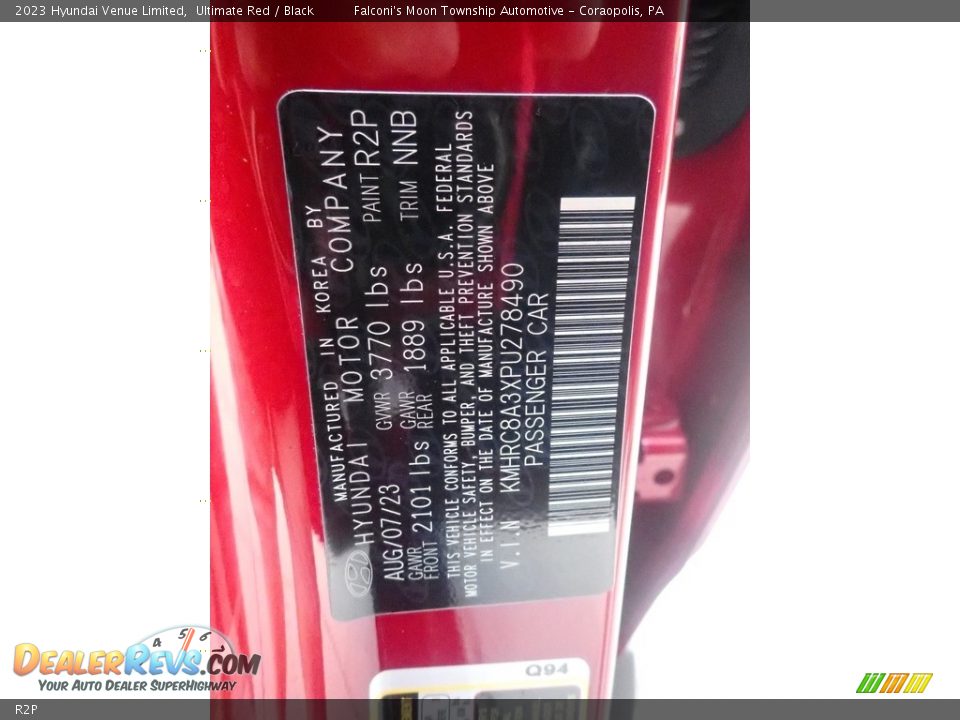 2023 Hyundai Venue Limited, Ultimate Red / Black Falconi's Moon Township Automotive - Coraopolis, PA
MANUFACTURED IN KOREA BY
HYUNDAI MOTOR COMPANY
AUG/07/23 GVWR 3770 lbs PAINT R2P
GAWR FRONT 2101 lbs GAWR REAR 1889 lbs TRIM NNB
THIS VEHICLE CONFORMS TO ALL APPLICABLE U.S.A. FEDERAL
MOTOR VEHICLE SAFETY, BUMPER, AND THEFT PREVENTION STANDARDS
IN EFFECT ON THE DATE OF MANUFACTURE SHOWN ABOVE
V.I.N KMHRC8A3XPU278490
PASSENGER CAR
Q94
4 5 6
DEALERREVS.COM
YOUR AUTO DEALER SUPERHIGHWAY
R2P